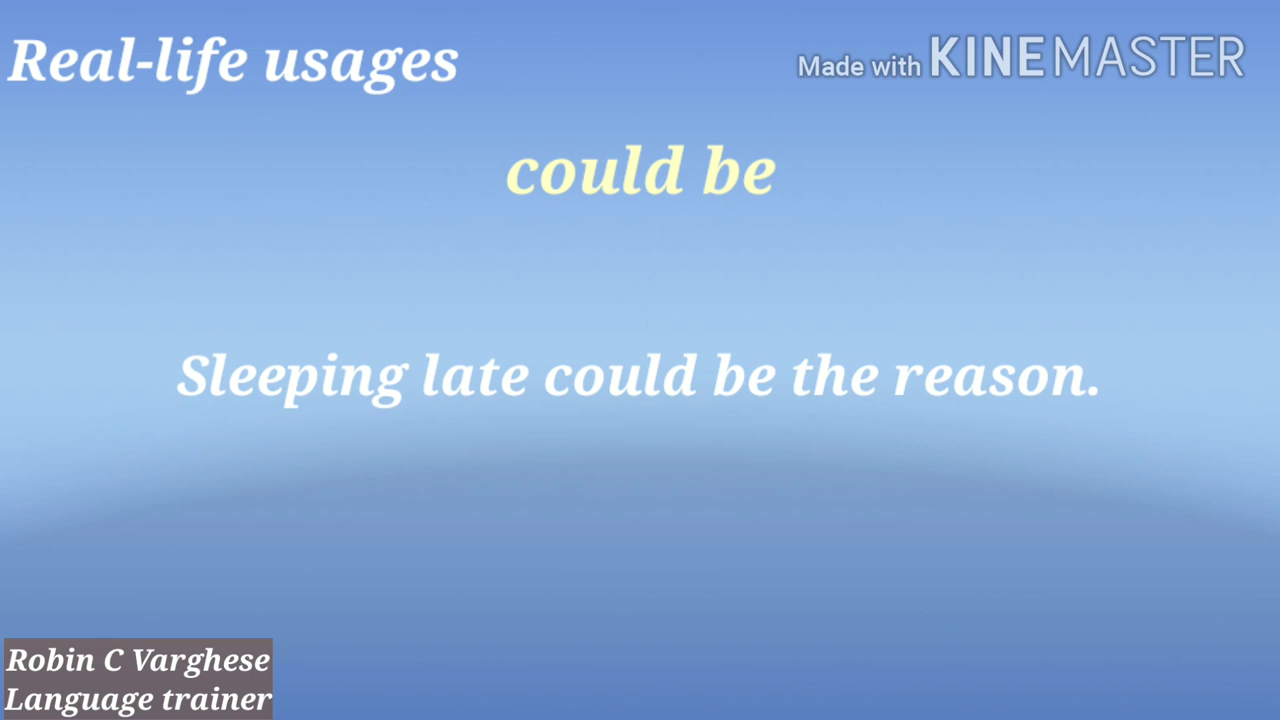 Real-life usages
Made with KINEMASTER
could be
Sleeping late could be the reason.
Robin C Varghese
Language trainer